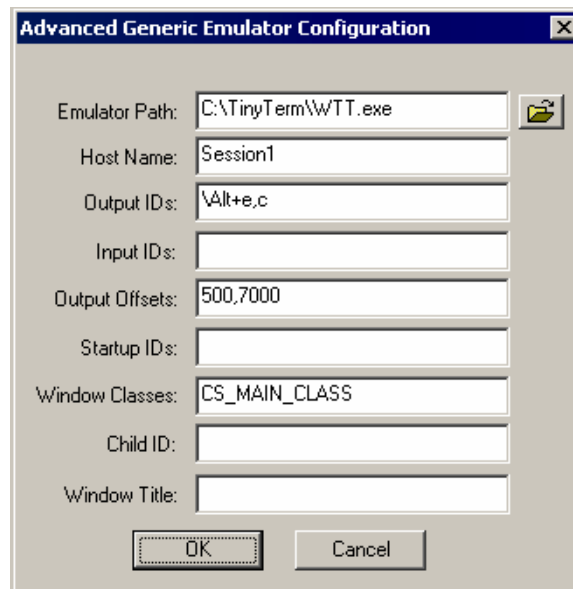 Advanced Generic Emulator Configuration
Emulator Path: C:\TinyTerm\WTT.exe
Host Name: Session1
Output IDs: \Alt+e,c
Input IDs:
Output Offsets: 500,7000
Startup IDs:
Window Classes: CS_MAIN_CLASS
Child ID:
Window Title:
OK Cancel